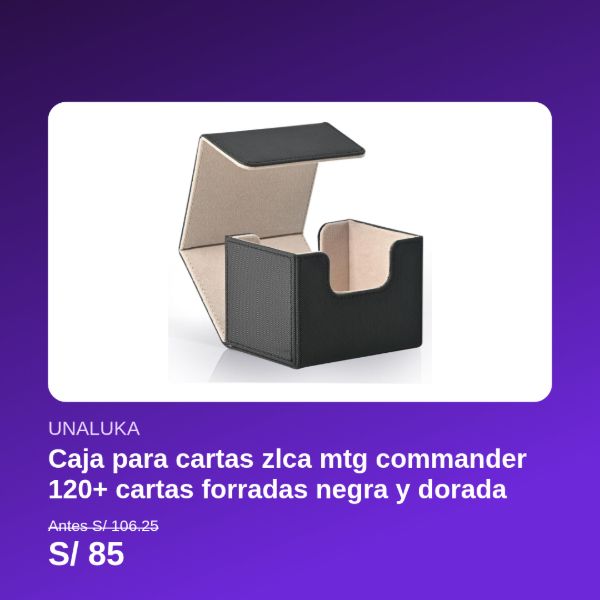 UNALUKA
Caja para cartas zlca mtg commander
120+ cartas forradas negra y dorada
Antes S/ 106.25
S/ 85